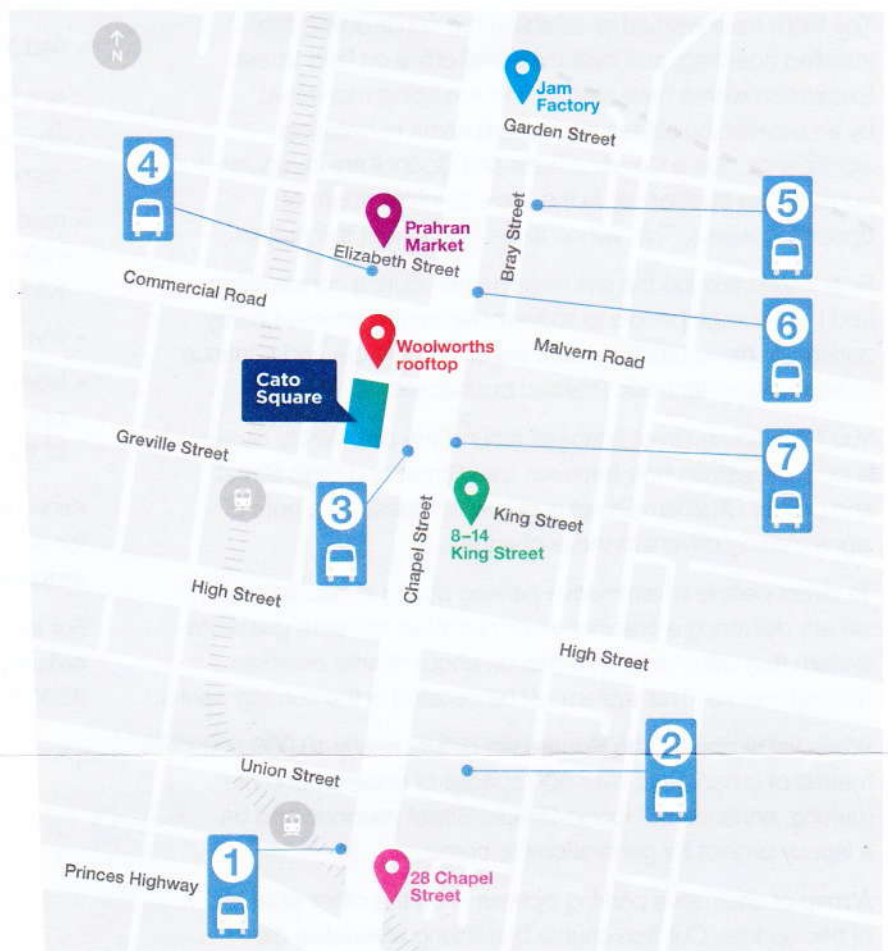 N
Jam
Factory
Garden Street
4
5
Bray Street
Prahran
Market
Elizabeth Street
Commercial Road
6
Malvern Road
Woolworths
rooftop
Cato
Square
Greville Street
7
3
Chapel Street
King Street
8–14
King Street
High Street
High Street
2
Union Street
1
Princes Highway
28 Chapel
Street